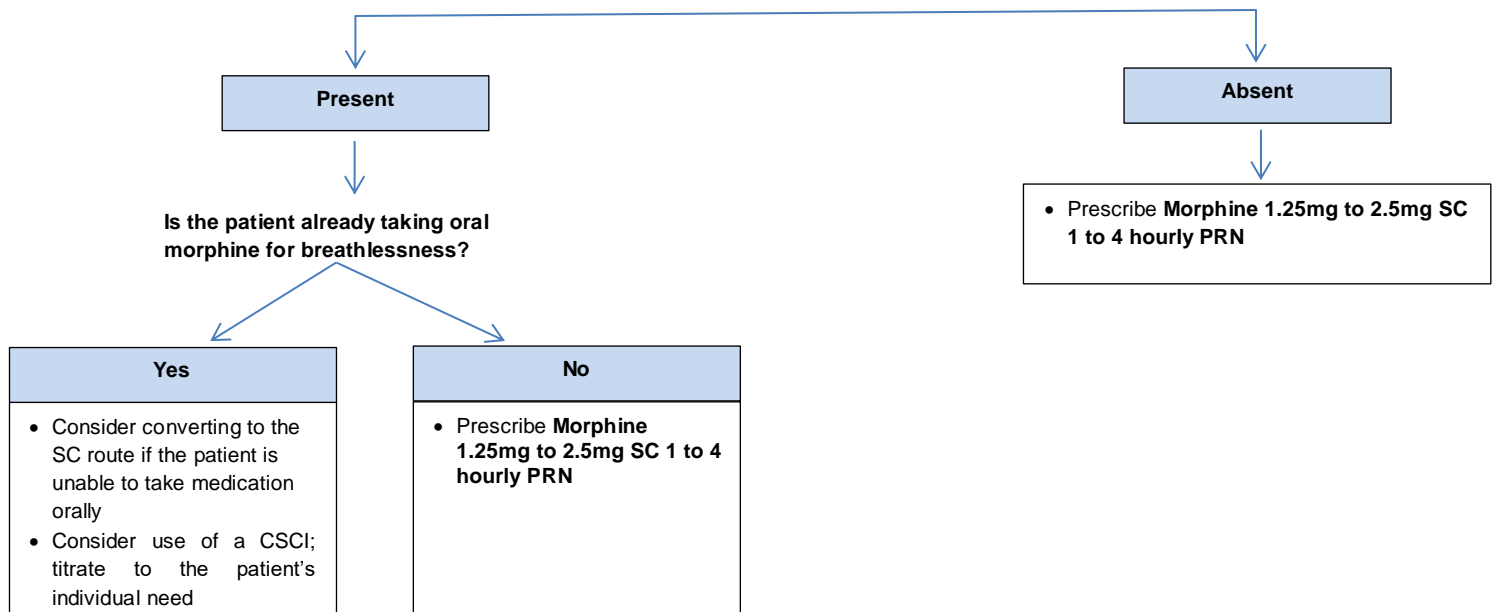 Present
Absent
• Prescribe Morphine 1.25mg to 2.5mg SC
1 to 4 hourly PRN
Is the patient already taking oral
morphine for breathlessness?
Yes
• Consider converting to the
SC route if the patient is
unable to take medication
orally
• Consider use of a CSCI;
titrate to the patient’s
individual need
No
• Prescribe Morphine
1.25mg to 2.5mg SC 1 to 4
hourly PRN